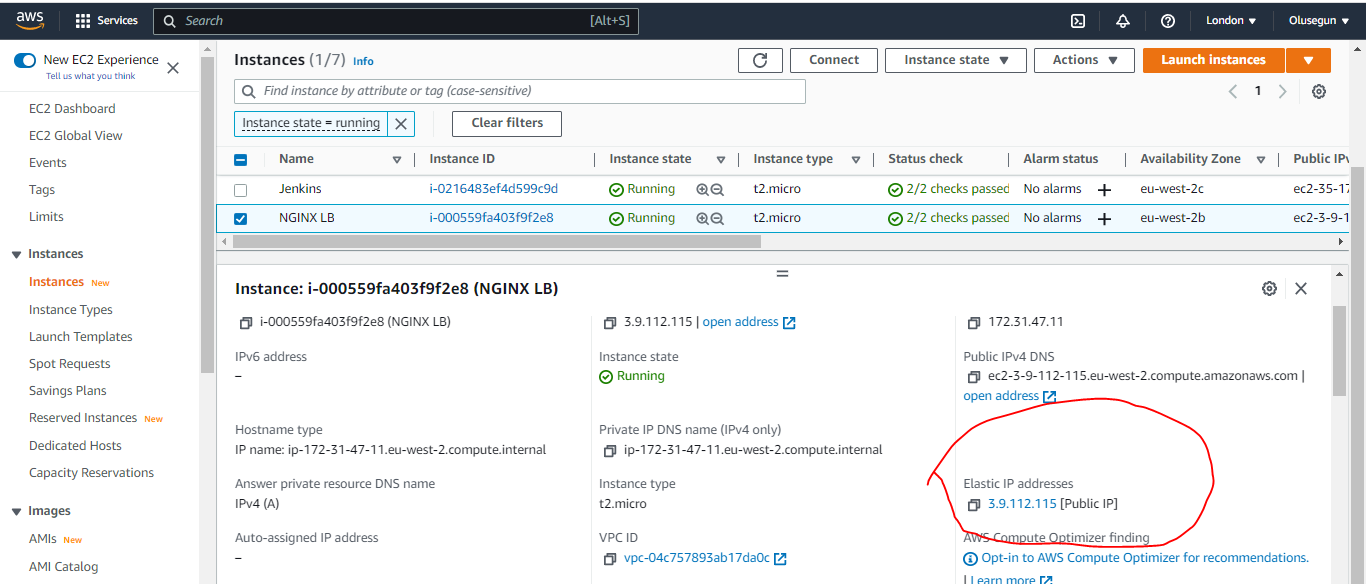 aws Services Search [Alt+S] London Olusegun
New EC2 Experience
Tell us what you think
EC2 Dashboard
EC2 Global View
Events
Tags
Limits
Instances
Instances New
Instance Types
Launch Templates
Spot Requests
Savings Plans
Reserved Instances New
Dedicated Hosts
Capacity Reservations
Images
AMIs New
AMI Catalog
Instances (1/7) Info Connect Instance state Actions Launch instances
Find instance by attribute or tag (case-sensitive) 1
Instance state = running Clear filters
Name Instance ID Instance state Instance type Status check Alarm status Availability Zone Public IPv
Jenkins i-0216483ef4d599c9d Running t2.micro 2/2 checks passed No alarms + eu-west-2c ec2-35-17
NGINX LB i-000559fa403f9f2e8 Running t2.micro 2/2 checks passed No alarms + eu-west-2b ec2-3-9-1
Instance: i-000559fa403f9f2e8 (NGINX LB)
i-000559fa403f9f2e8 (NGINX LB) 3.9.112.115 | open address 172.31.47.11
IPv6 address Instance state Public IPv4 DNS
– Running ec2-3-9-112-115.eu-west-2.compute.amazonaws.com |
open address
Hostname type Private IP DNS name (IPv4 only)
IP name: ip-172-31-47-11.eu-west-2.compute.internal ip-172-31-47-11.eu-west-2.compute.internal
Answer private resource DNS name Instance type Elastic IP addresses
IPv4 (A) t2.micro 3.9.112.115 [Public IP]
Auto-assigned IP address VPC ID AWS Compute Optimizer finding
– vpc-04c757893ab17da0c Opt-in to AWS Compute Optimizer for recommendations.
| Learn more